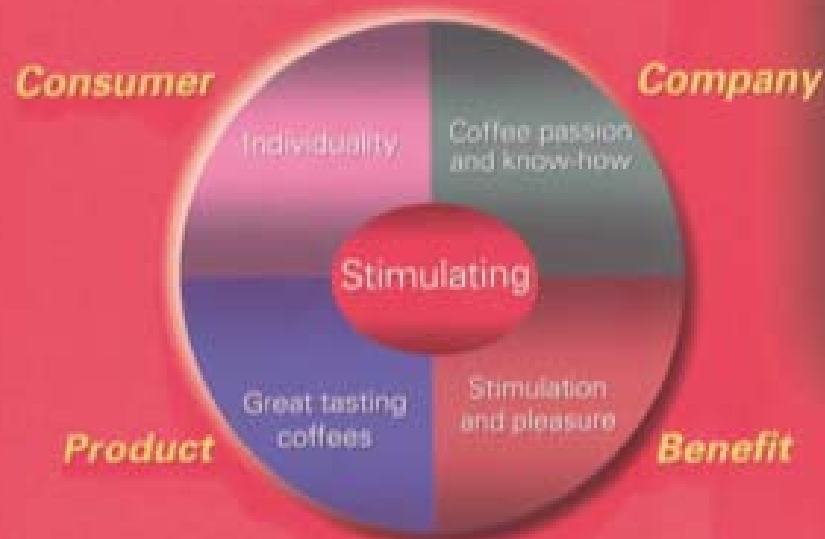 Consumer
Company
Individuality
Coffee passion
and know-how
Stimulating
Great tasting
coffees
Stimulation
and pleasure
Product
Benefit